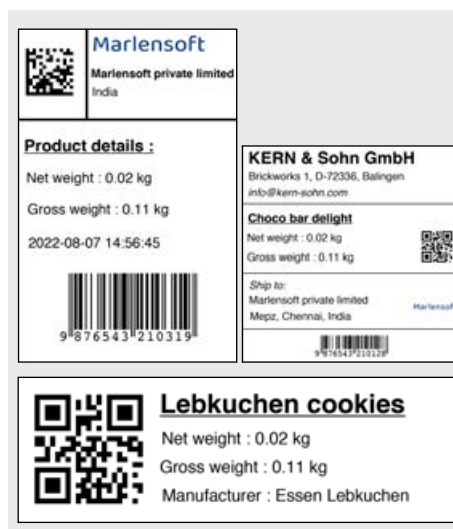 Marlensoft
Marlensoft private limited
India
Product details :
Net weight : 0.02 kg
Gross weight : 0.11 kg
2022-08-07 14:56:45
9 876543 210319
KERN & Sohn GmbH
Brickworks 1, D-72336, Balingen
info@kern-sohn.com
Choco bar delight
Net weight : 0.02 kg
Gross weight : 0.11 kg
Ship to:
Marlensoft private limited
Mepz, Chennai, India
Marlensoft
9 876543 210128
Lebkuchen cookies
Net weight : 0.02 kg
Gross weight : 0.11 kg
Manufacturer : Essen Lebkuchen